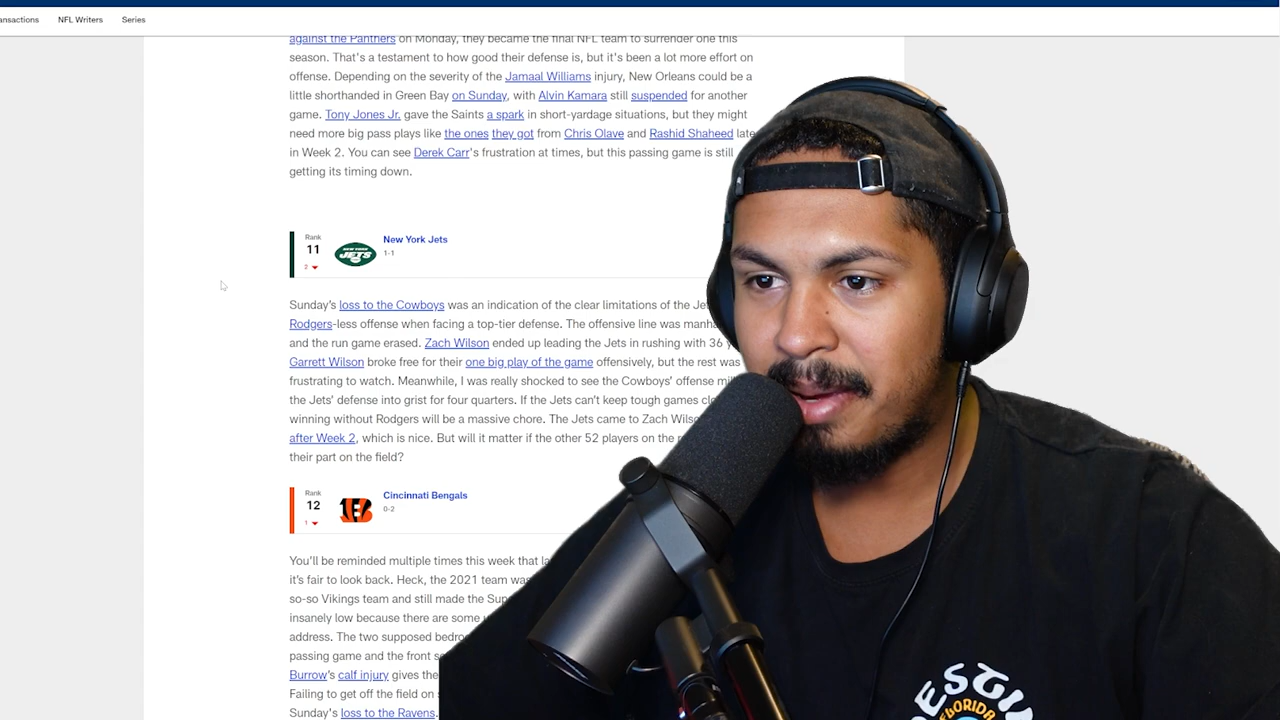 ansactions NFL Writers Series
against the Panthers on Monday, they became the final NFL team to surrender one this
season. That's a testament to how good their defense is, but it's been a lot more effort on
offense. Depending on the severity of the Jamaal Williams injury, New Orleans could be a
little shorthanded in Green Bay on Sunday, with Alvin Kamara still suspended for another
game. Tony Jones Jr. gave the Saints a spark in short-yardage situations, but they might
need more big pass plays like the ones they got from Chris Olave and Rashid Shaheed late
in Week 2. You can see Derek Carr's frustration at times, but this passing game is still
getting its timing down.
Rank
11
2
NEW YORK
JETS
New York Jets
1-1
Sunday's loss to the Cowboys was an indication of the clear limitations of the
Rodgers-less offense when facing a top-tier defense. The offensive line was
and the run game erased. Zach Wilson ended up leading the Jets in rushing with 36
Garrett Wilson broke free for their one big play of the game offensively, but the rest was
frustrating to watch. Meanwhile, I was really shocked to see the Cowboys' offense
the Jets' defense into grist for four quarters. If the Jets can't keep tough games
winning without Rodgers will be a massive chore. The Jets came to Zach
after Week 2, which is nice. But will it matter if the other 52 players on the
their part on the field?
Rank
12
1
Cincinnati Bengals
0-2
You'll be reminded multiple times this week that
it's fair to look back. Heck, the 2021 team was
so-so Vikings team and still made the
insanely low because there are some
address. The two supposed
passing game and the front
Burrow's calf injury gives the
Failing to get off the field on
Sunday's loss to the Ravens.
DESTIN
FLORIDA